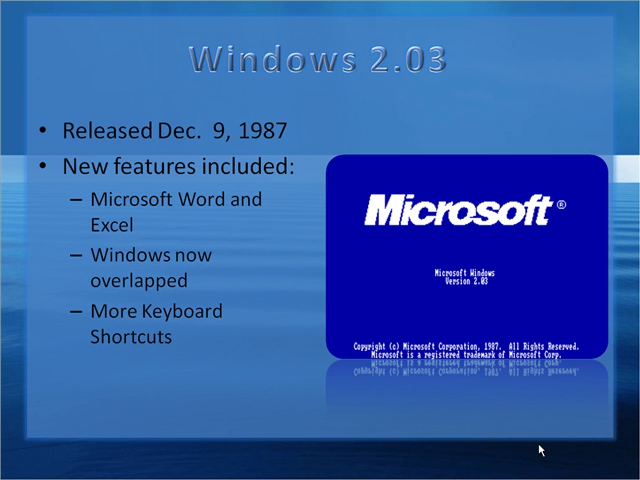 Windows 2.03
• Released Dec. 9, 1987
• New features included:
– Microsoft Word and
Excel
– Windows now
overlapped
– More Keyboard
Shortcuts
Microsoft®
Microsoft Windows
Version 2.03
Copyright (c) Microsoft Corporation, 1987. All Rights Reserved.
Microsoft is a registered trademark of Microsoft Corp.